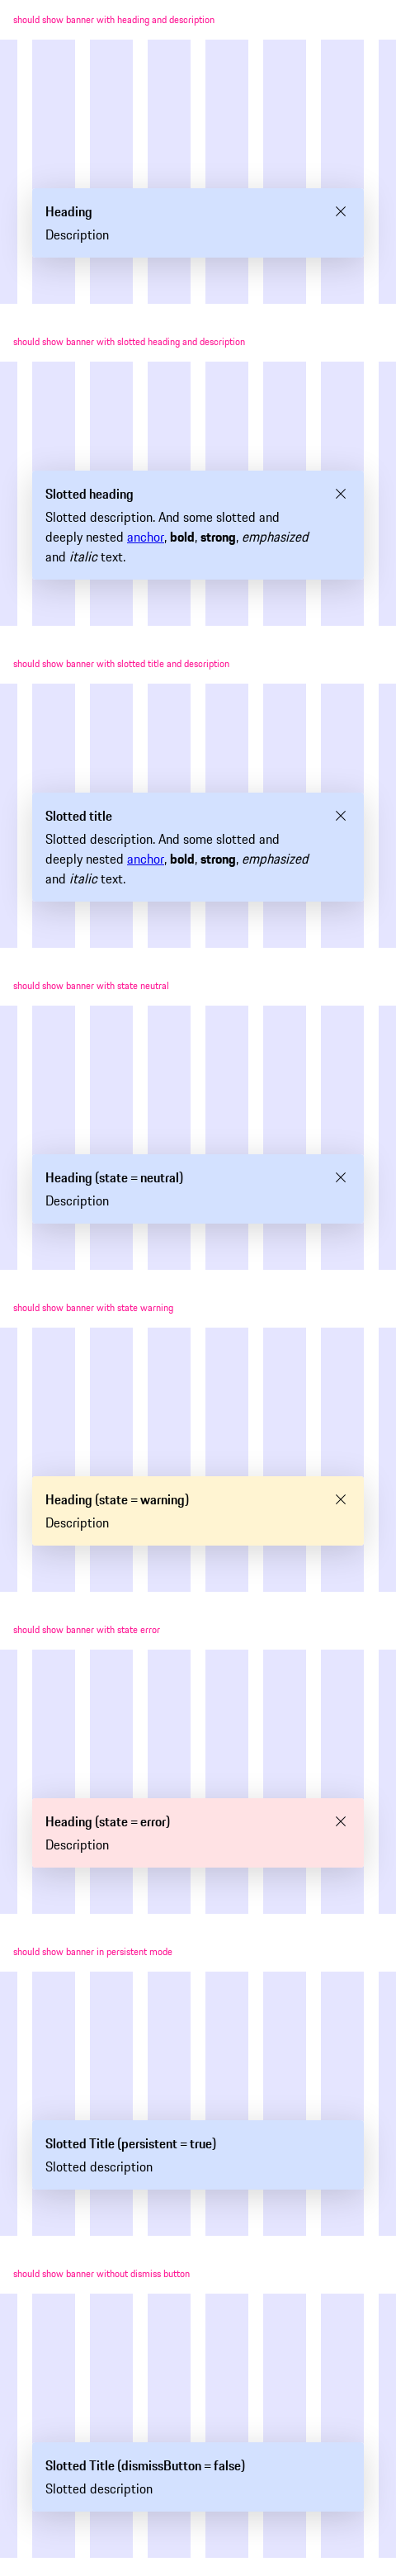 should show banner with heading and description
Heading
Description
should show banner with slotted heading and description
Slotted heading
Slotted description. And some slotted and
deeply nested anchor, bold, strong, emphasized
and italic text.
should show banner with slotted title and description
Slotted title
Slotted description. And some slotted and
deeply nested anchor, bold, strong, emphasized
and italic text.
should show banner with state neutral
Heading (state = neutral)
Description
should show banner with state warning
Heading (state = warning)
Description
should show banner with state error
Heading (state = error)
Description
should show banner in persistent mode
Slotted Title (persistent = true)
Slotted description
should show banner without dismiss button
Slotted Title (dismissButton = false)
Slotted description